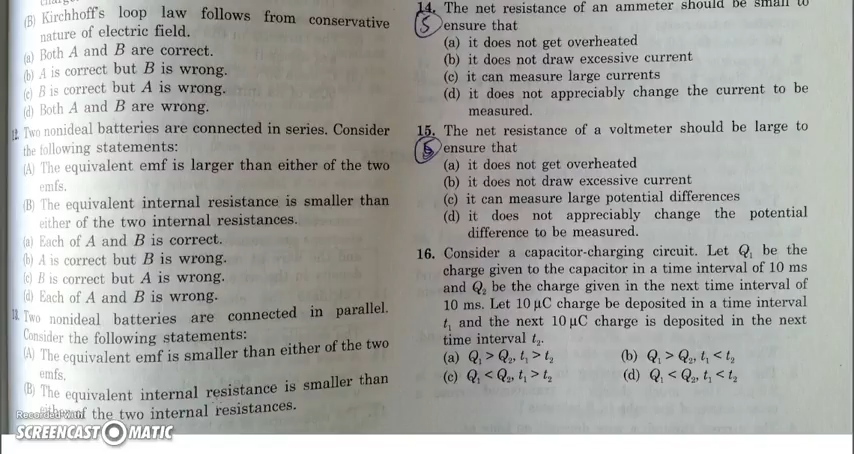 (B) Kirchhoff's loop law follows from conservative
nature of electric field.
(a) Both A and B are correct.
(b) A is correct but B is wrong.
(c) B is correct but A is wrong.
(d) Both A and B are wrong.
12. Two nonideal batteries are connected in series. Consider
the following statements:
(A) The equivalent emf is larger than either of the two
emfs.
(B) The equivalent internal resistance is smaller than
either of the two internal resistances.
(a) Each of A and B is correct.
(b) A is correct but B is wrong.
(c) B is correct but A is wrong.
(d) Each of A and B is wrong.
13. Two nonideal batteries are connected in parallel.
Consider the following statements:
(A) The equivalent emf is smaller than either of the two
emfs.
(B) The equivalent internal resistance is smaller than
either of the two internal resistances.
14. The net resistance of an ammeter should be small to
5 ensure that
(a) it does not get overheated
(b) it does not draw excessive current
(c) it can measure large currents
(d) it does not appreciably change the current to be
measured.
15. The net resistance of a voltmeter should be large to
ensure that
(a) it does not get overheated
(b) it does not draw excessive current
(c) it can measure large potential differences
(d) it does not appreciably change the potential
difference to be measured.
16. Consider a capacitor-charging circuit. Let Q₁ be the
charge given to the capacitor in a time interval of 10 ms
and Q₂ be the charge given in the next time interval of
10 ms. Let 10 µC charge be deposited in a time interval
t₁ and the next 10 µC charge is deposited in the next
time interval t₂.
(a) Q₁ > Q₂, t₁ > t₂ (b) Q₁ > Q₂, t₁ < t₂
(c) Q₁ < Q₂, t₁ > t₂ (d) Q₁ < Q₂, t₁ < t₂
Recorded with
SCREENCAST O MATIC